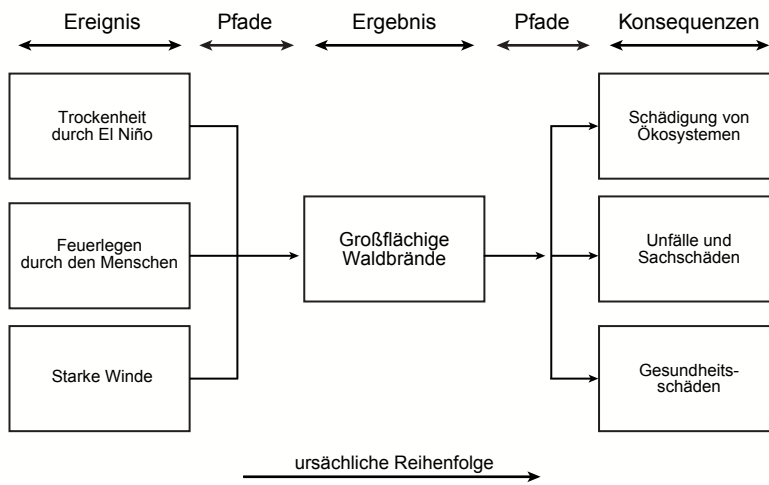 Ereignis Pfade Ergebnis Pfade Konsequenzen
Trockenheit
durch El Niño
Feuerlegen
durch den Menschen
Starke Winde
Großflächige
Waldbrände
Schädigung von
Ökosystemen
Unfälle und
Sachschäden
Gesundheits-
schäden
ursächliche Reihenfolge